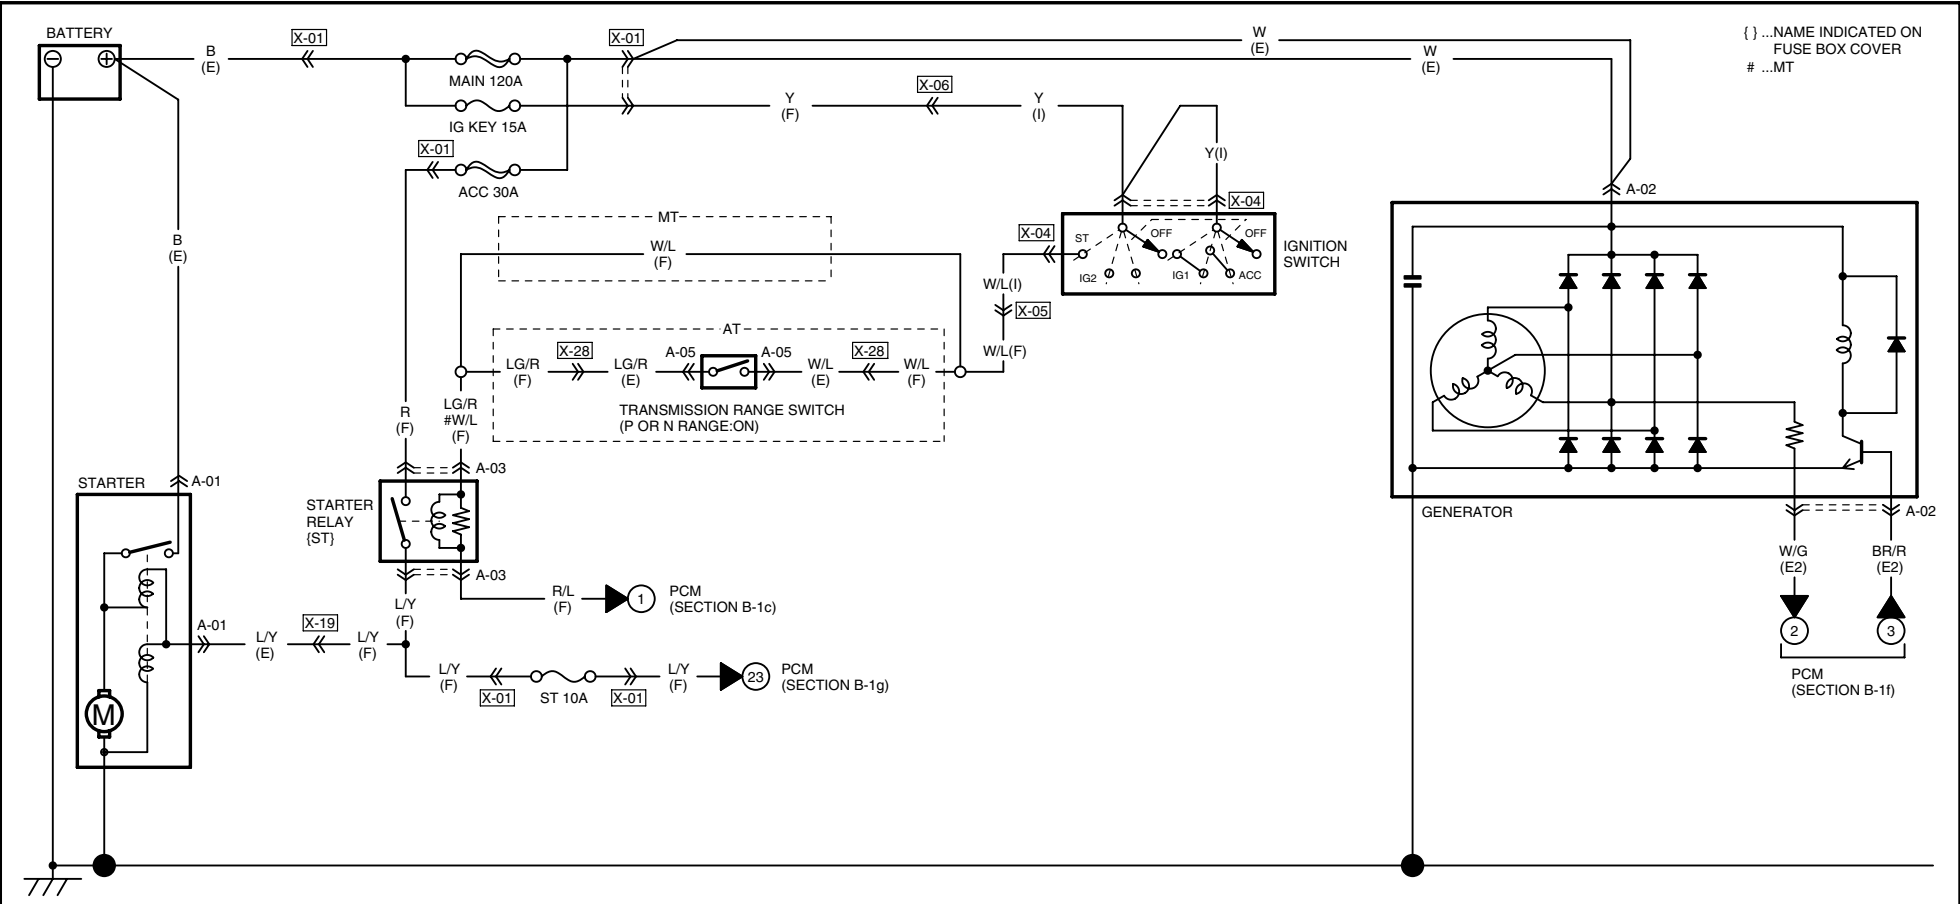 BATTERY
B
(E)
X-01
MAIN 120A
X-01
W
(E)
W
(E)
{ } ...NAME INDICATED ON
FUSE BOX COVER
# ...MT
IG KEY 15A
Y
(F)
X-06
Y
(I)
X-01
ACC 30A
Y(I)
A-02
B
(E)
MT
W/L
(F)
X-04
X-04
ST
OFF
OFF
IG2
IG1
ACC
IGNITION
SWITCH
W/L(I)
X-05
W/L(F)
AT
LG/R
(F)
X-28
LG/R
(E)
A-05
A-05
W/L
(E)
X-28
W/L
(F)
TRANSMISSION RANGE SWITCH
(P OR N RANGE:ON)
R
(F)
LG/R
#W/L
(F)
A-03
STARTER
A-01
STARTER
RELAY
{ST}
A-03
GENERATOR
A-02
W/G
(E2)
BR/R
(E2)
2
3
PCM
(SECTION B-1f)
R/L
(F)
1
PCM
(SECTION B-1c)
L/Y
(F)
A-01
L/Y
(E)
X-19
L/Y
(F)
L/Y
(F)
X-01
ST 10A
X-01
L/Y
(F)
23
PCM
(SECTION B-1g)
M